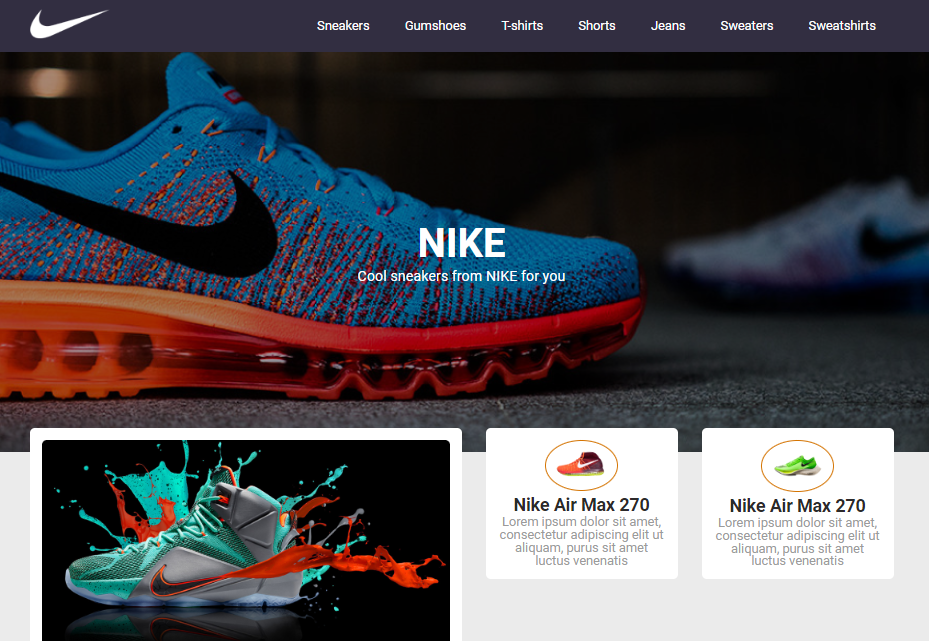 Sneakers Gumshoes T-shirts Shorts Jeans Sweaters Sweatshirts
NIKE
Cool sneakers from NIKE for you
Nike Air Max 270
Lorem ipsum dolor sit amet,
consectetur adipiscing elit ut
aliquam, purus sit amet
luctus venenatis
Nike Air Max 270
Lorem ipsum dolor sit amet,
consectetur adipiscing elit ut
aliquam, purus sit amet
luctus venenatis